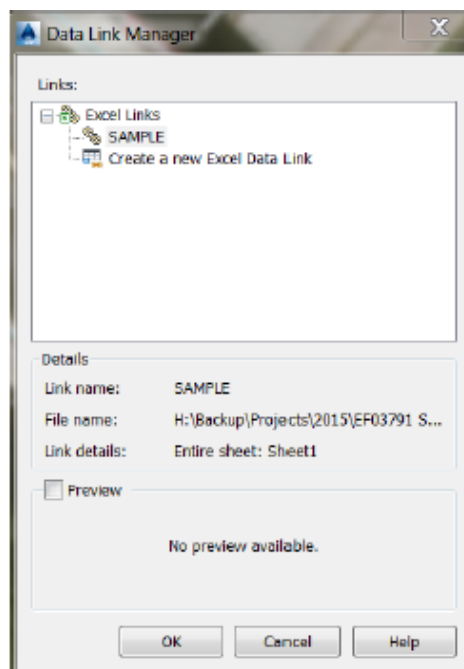 Data Link Manager
Links:
Excel Links
SAMPLE
Create a new Excel Data Link
Details
Link name: SAMPLE
File name: H:\Backup\Projects\2015\EF03791 S...
Link details: Entire sheet: Sheet1
Preview
No preview available.
OK Cancel Help